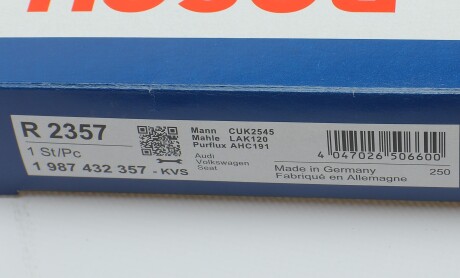 R 2357
1 St/Pc
1 987 432 357 - KVS
Mann CUK2545
Mahle LAK120
Purflux AHC191
Audi
Volkswagen
Seat
4 047026 506600
Made in Germany
Fabriqué en Allemagne
250